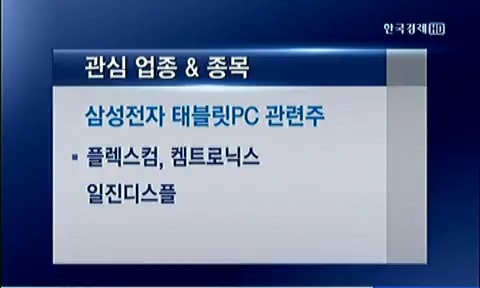 한국경제 HD
관심 업종 & 종목
삼성전자 태블릿PC 관련주
▪ 플렉스컴, 켐트로닉스
일진디스플